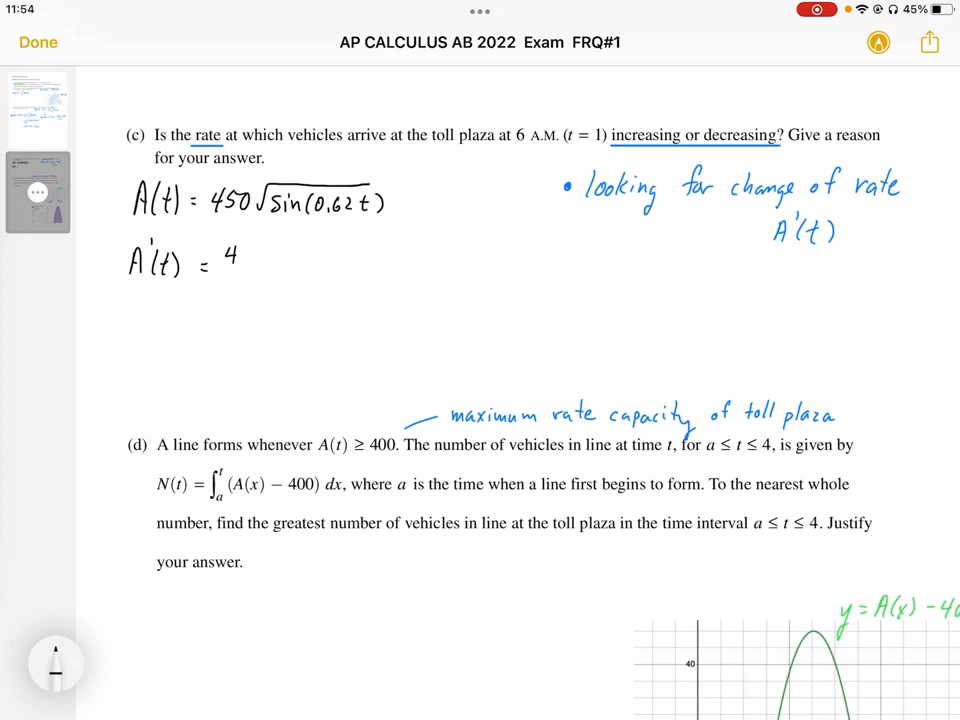 11:54
45%
Done
AP CALCULUS AB 2022 Exam FRQ#1
(c) Is the rate at which vehicles arrive at the toll plaza at 6 A.M. (t = 1) increasing or decreasing? Give a reason
for your answer.
A(t) = 450√sin(0.62t)
• looking for change of rate
A'(t)
A'(t) = 4
maximum rate capacity of toll plaza
(d) A line forms whenever A(t) ≥ 400. The number of vehicles in line at time t, for a ≤ t ≤ 4, is given by
N(t) = ∫ₐᵗ (A(x) − 400) dx, where a is the time when a line first begins to form. To the nearest whole
number, find the greatest number of vehicles in line at the toll plaza in the time interval a ≤ t ≤ 4. Justify
your answer.
y = A(x) - 40
40